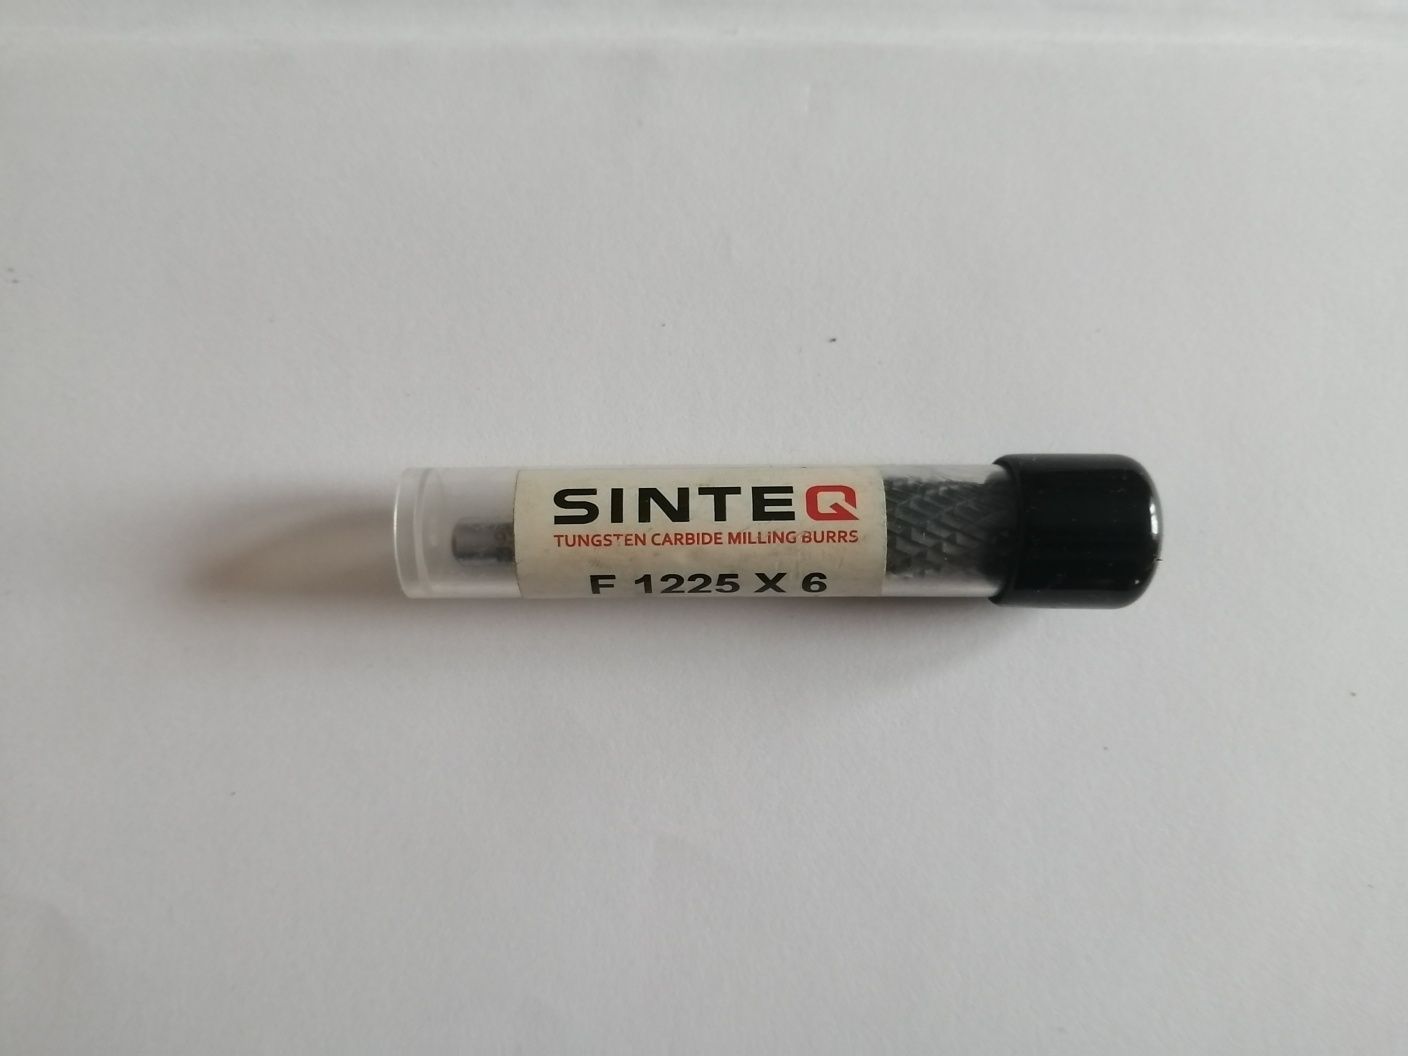 SINTEQ
TUNGSTEN CARBIDE MILLING BURRS
F 1225 X 6